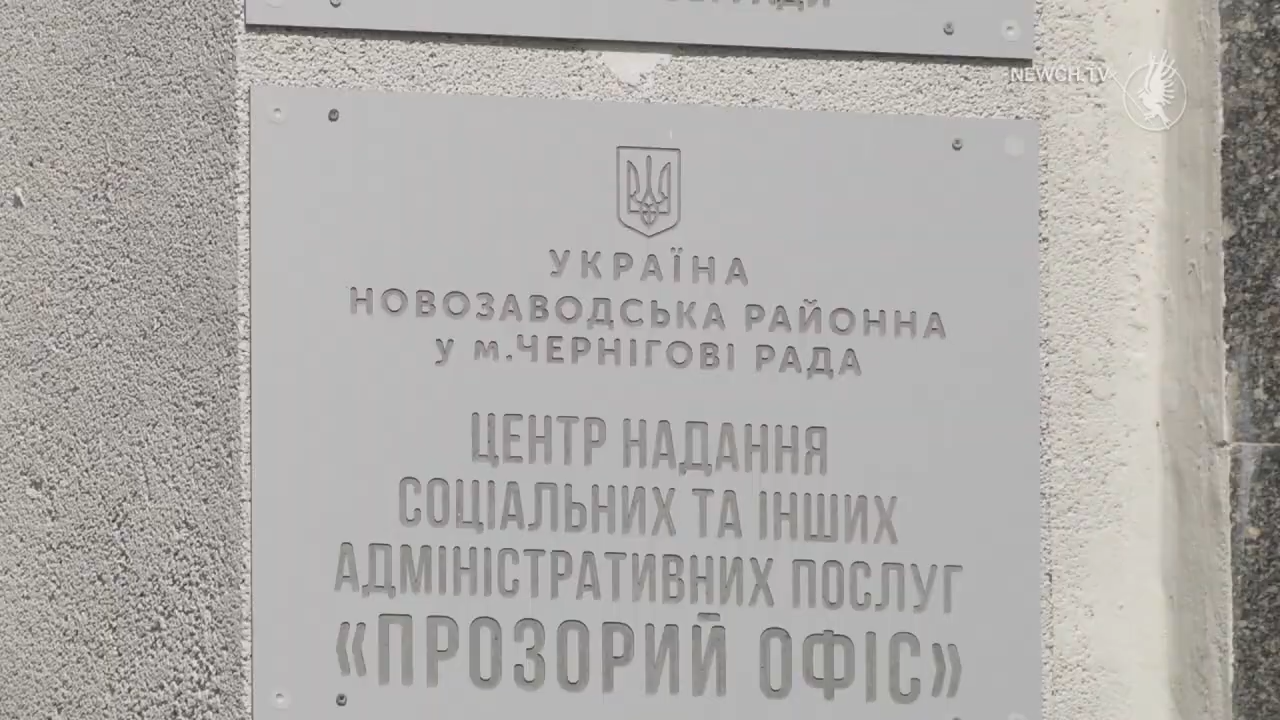 NEWCH.TV
УКРАЇНА
НОВОЗАВОДСЬКА РАЙОННА
у м.ЧЕРНІГОВІ РАДА
ЦЕНТР НАДАННЯ
СОЦІАЛЬНИХ ТА ІНШИХ
АДМІНІСТРАТИВНИХ ПОСЛУГ
«ПРОЗОРИЙ ОФІС»